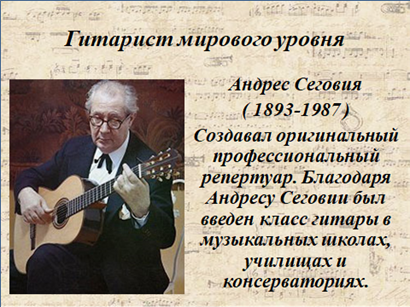 Гитарист мирового уровня
Андрес Сеговия
(1893-1987)
Создавал оригинальный
профессиональный
репертуар. Благодаря
Андресу Сеговии был
введен класс гитары в
музыкальных школах,
училищах и
консерваториях.